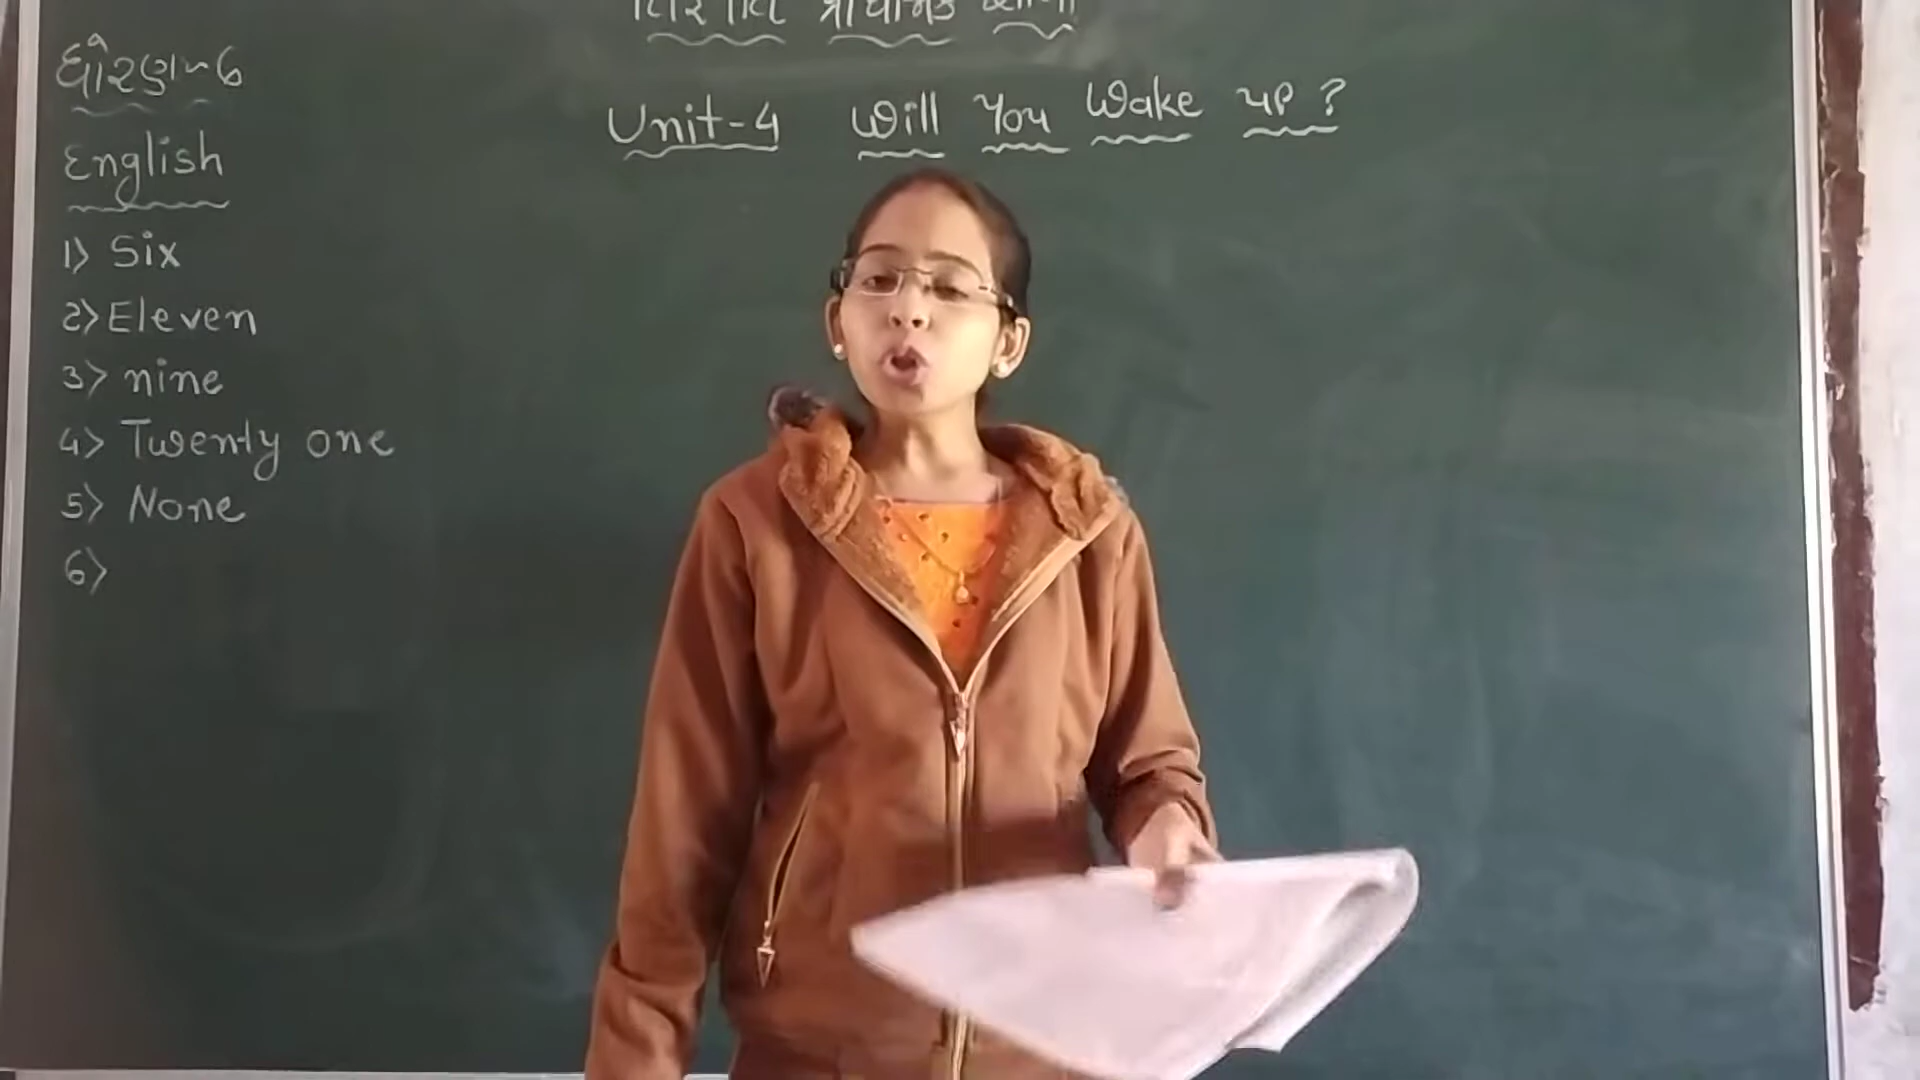 પ્રાથમિક શાળા
ધોરણ-6
English
Unit-4 Will You Wake up?
1) Six
2) Eleven
3) nine
4) Twenty one
5) None
6)